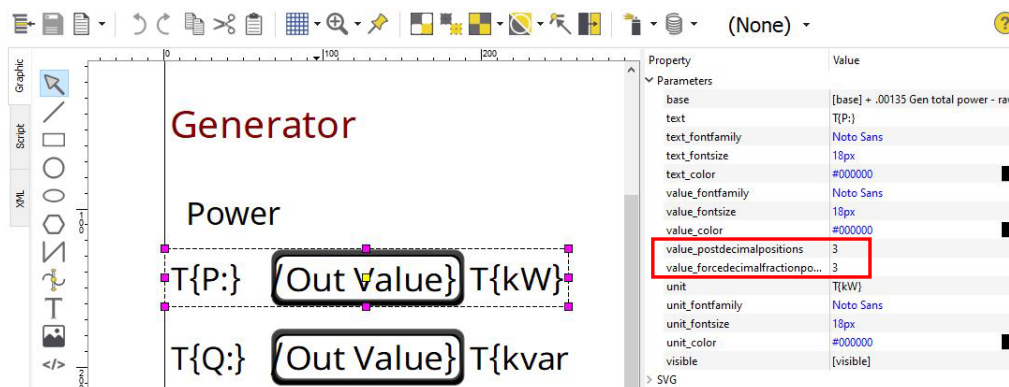 (None)
?
Graphic
Script
XML
0
100
200
100
Generator
Power
T{P:}
/Out Value}
T{kW}
T{Q:}
/Out Value}
T{kvar
T
</>
Property Value
Parameters
base [base] + .00135 Gen total power - ra
text T{P:}
text_fontfamily Noto Sans
text_fontsize 18px
text_color #000000
value_fontfamily Noto Sans
value_fontsize 18px
value_color #000000
value_postdecimalpositions 3
value_forcedecimalfractionpo... 3
unit T{kW}
unit_fontfamily Noto Sans
unit_fontsize 18px
unit_color #000000
visible [visible]
SVG